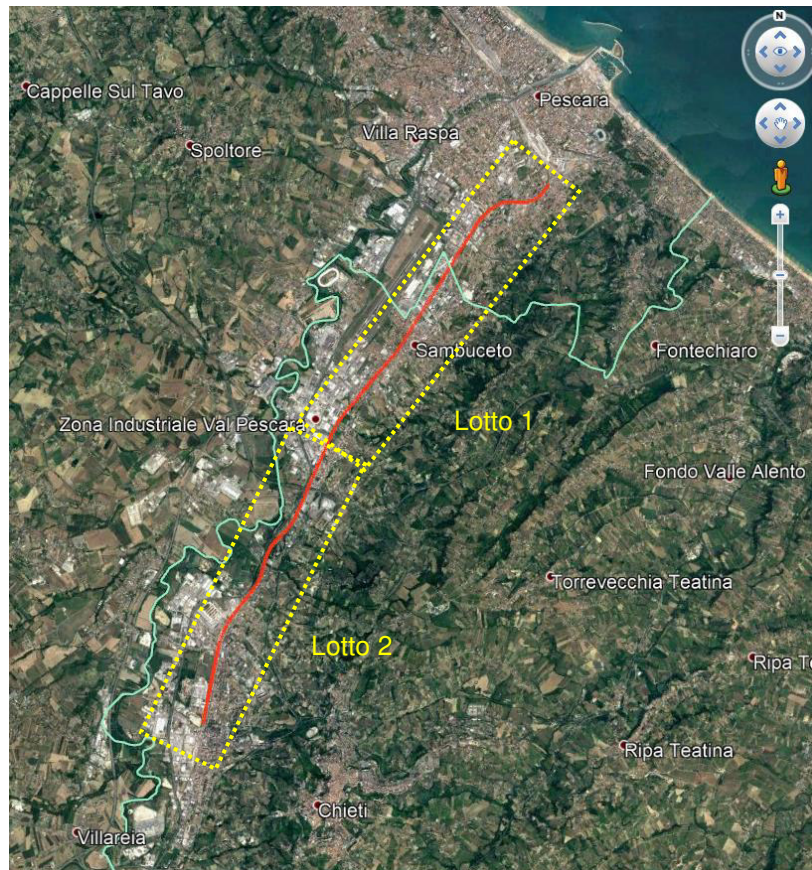 N
Cappelle Sul Tavo
Pescara
Villa Raspa
Spoltore
Sambuceto
Fontechiaro
Zona Industriale Val Pescara
Lotto 1
Fondo Valle Alento
Torrevecchia Teatina
Lotto 2
Ripa Te
Ripa Teatina
Chieti
Villareia